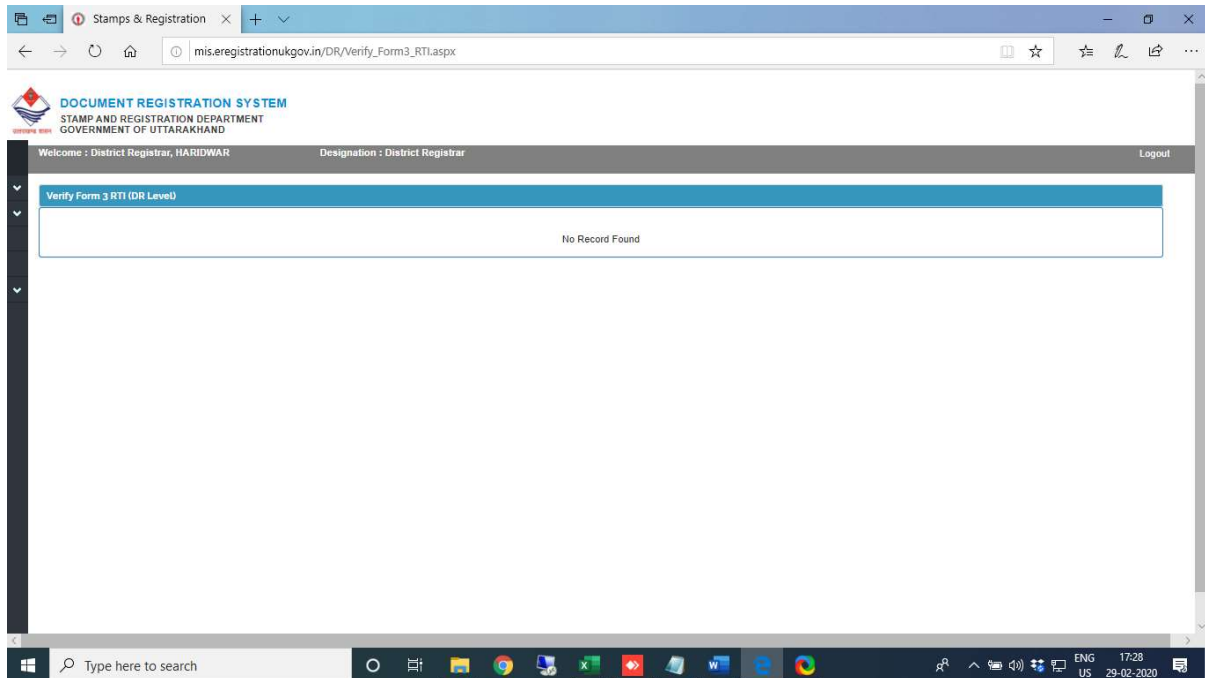 Stamps & Registration
mis.eregistrationukgov.in/DR/Verify_Form3_RTI.aspx
DOCUMENT REGISTRATION SYSTEM
STAMP AND REGISTRATION DEPARTMENT
GOVERNMENT OF UTTARAKHAND
Welcome : District Registrar, HARIDWAR Designation : District Registrar Logout
Verify Form 3 RTI (DR Level)
No Record Found
Type here to search
ENG 17:28
US 29-02-2020